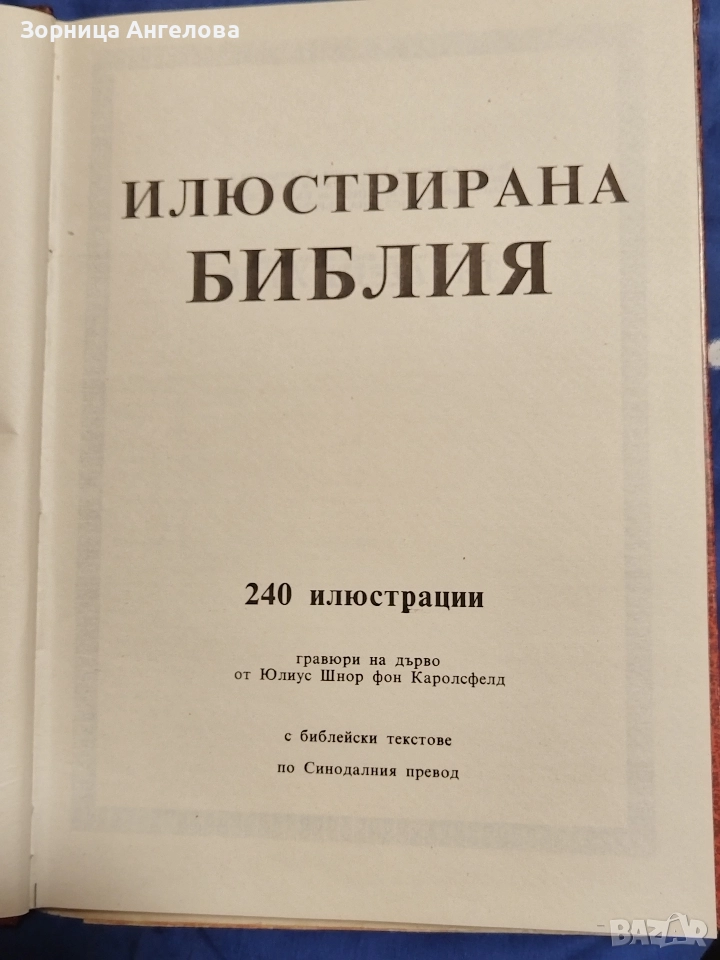 Зорница Ангелова
ИЛЮСТРИРАНА
БИБЛИЯ
240 илюстрации
гравюри на дърво
от Юлиус Шнор фон Каролсфелд
с библейски текстове
по Синодалния превод
BAZAR